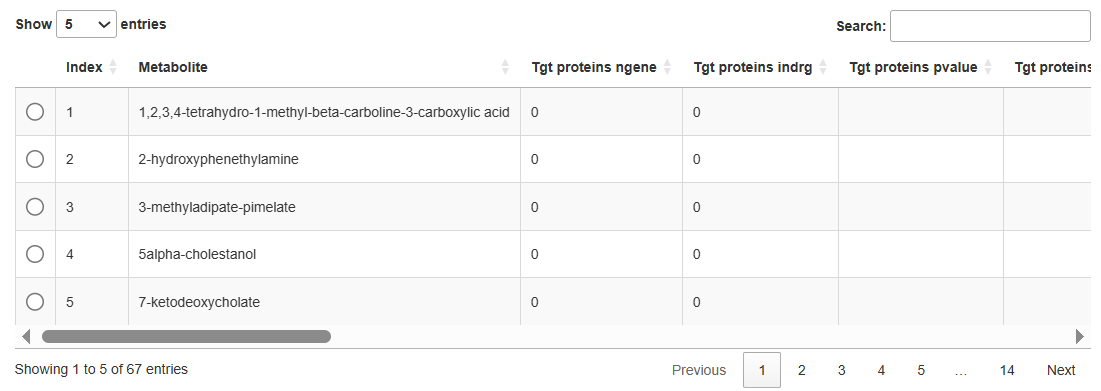 Show 5 entries
Search:
Index Metabolite Tgt proteins ngene Tgt proteins indrg Tgt proteins pvalue Tgt proteins
1 1,2,3,4-tetrahydro-1-methyl-beta-carboline-3-carboxylic acid 0 0
2 2-hydroxyphenethylamine 0 0
3 3-methyladipate-pimelate 0 0
4 5alpha-cholestanol 0 0
5 7-ketodeoxycholate 0 0
Showing 1 to 5 of 67 entries
Previous 1 2 3 4 5 … 14 Next